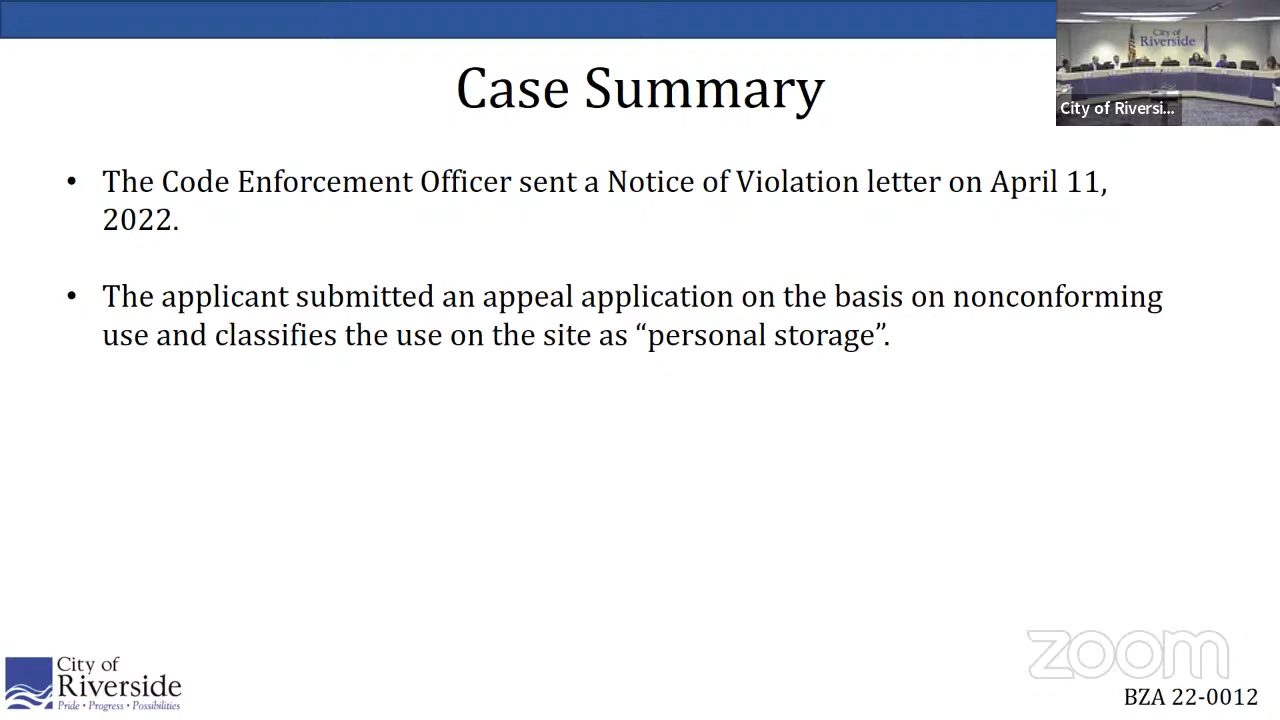 City of
Riverside
City of Riversi...
Case Summary
• The Code Enforcement Officer sent a Notice of Violation letter on April 11,
2022.
• The applicant submitted an appeal application on the basis on nonconforming
use and classifies the use on the site as “personal storage”.
City of
Riverside
Pride • Progress • Possibilities
zoom
BZA 22-0012